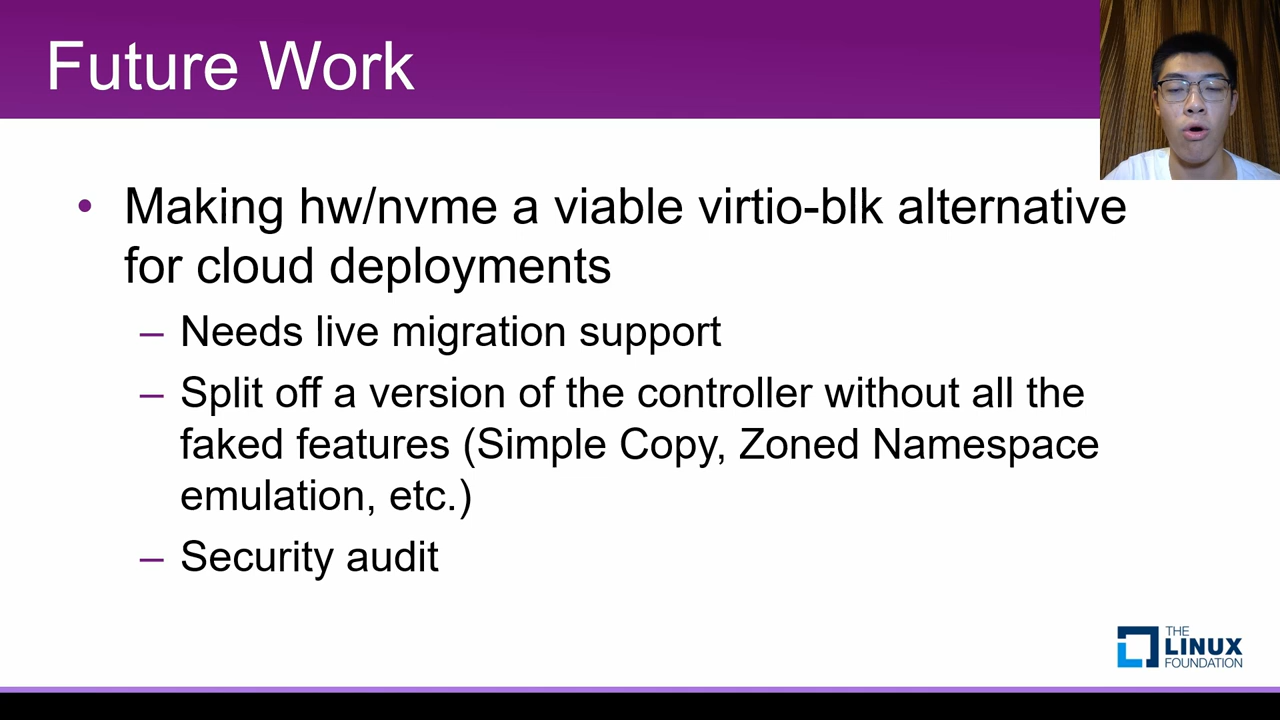 Future Work
• Making hw/nvme a viable virtio-blk alternative
for cloud deployments
– Needs live migration support
– Split off a version of the controller without all the
faked features (Simple Copy, Zoned Namespace
emulation, etc.)
– Security audit
THE
LINUX
FOUNDATION